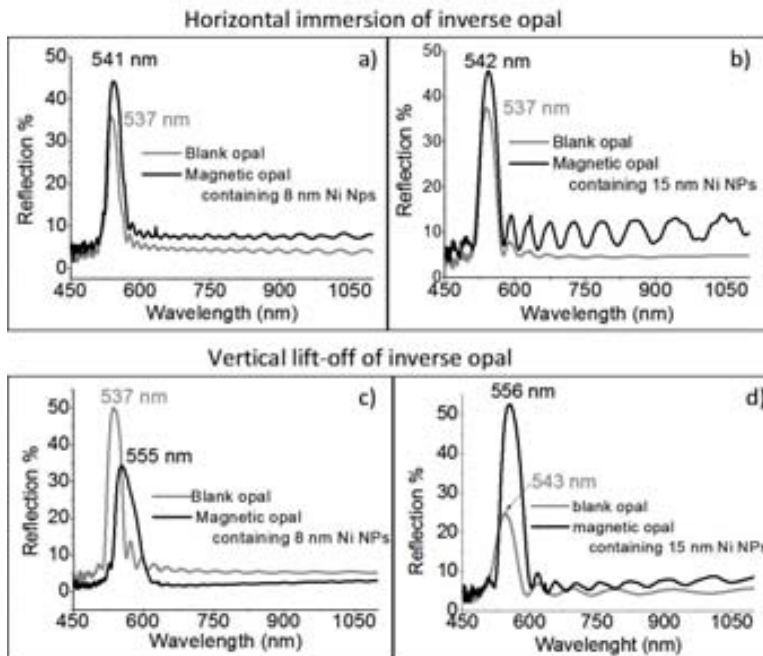 Horizontal immersion of inverse opal
a)
541 nm
537 nm
Blank opal
Magnetic opal
containing 8 nm Ni Nps
Reflection %
50
40
30
20
10
0
450 600 750 900 1050
Wavelength (nm)
b)
542 nm
537 nm
Blank opal
Magnetic opal
containing 15 nm Ni NPs
Reflection %
50
40
30
20
10
0
450 600 750 900 1050
Wavelength (nm)
Vertical lift-off of inverse opal
c)
537 nm
555 nm
Blank opal
Magnetic opal
containing 8 nm Ni NPs
Reflection %
50
40
30
20
10
0
450 600 750 900 1050
Wavelength (nm)
d)
556 nm
543 nm
blank opal
magnetic opal
containing 15 nm Ni NPs
Reflection %
50
40
30
20
10
0
450 600 750 900 1050
Wavelenght (nm)